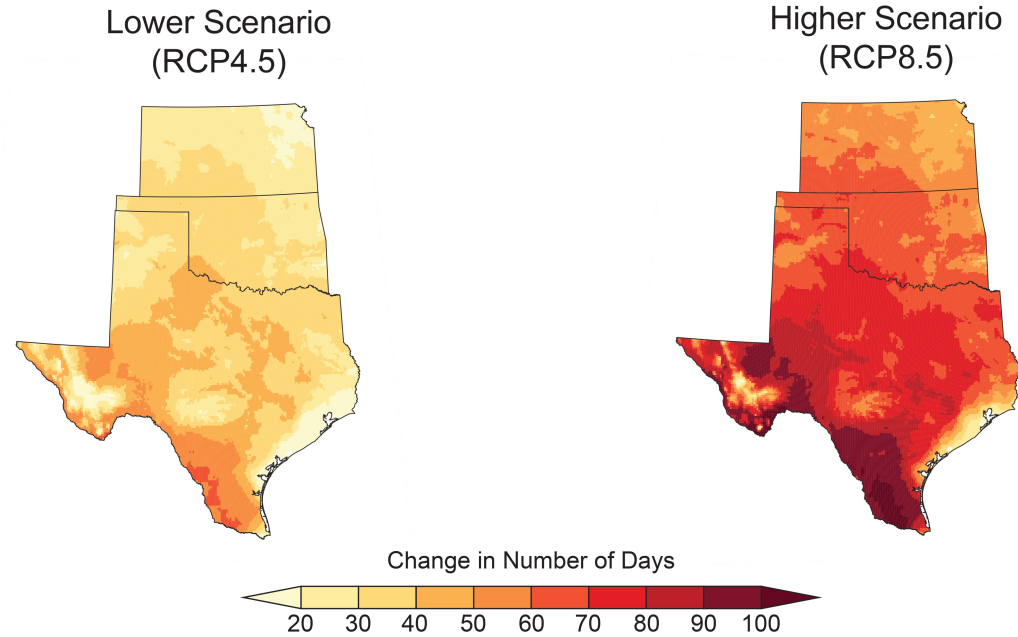 Lower Scenario
(RCP4.5)
Higher Scenario
(RCP8.5)
Change in Number of Days
20 30 40 50 60 70 80 90 100